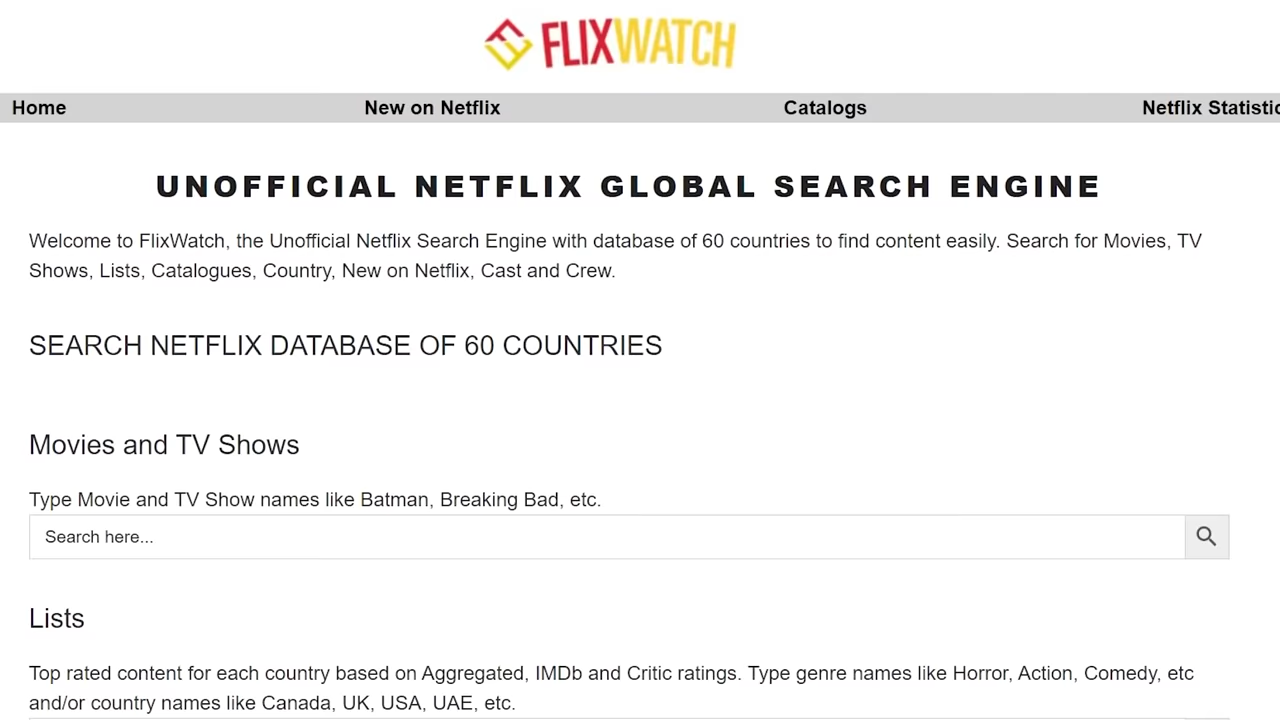 FLIXWATCH
Home New on Netflix Catalogs Netflix Statistic
UNOFFICIAL NETFLIX GLOBAL SEARCH ENGINE
Welcome to FlixWatch, the Unofficial Netflix Search Engine with database of 60 countries to find content easily. Search for Movies, TV
Shows, Lists, Catalogues, Country, New on Netflix, Cast and Crew.
SEARCH NETFLIX DATABASE OF 60 COUNTRIES
Movies and TV Shows
Type Movie and TV Show names like Batman, Breaking Bad, etc.
Search here...
Lists
Top rated content for each country based on Aggregated, IMDb and Critic ratings. Type genre names like Horror, Action, Comedy, etc
and/or country names like Canada, UK, USA, UAE, etc.